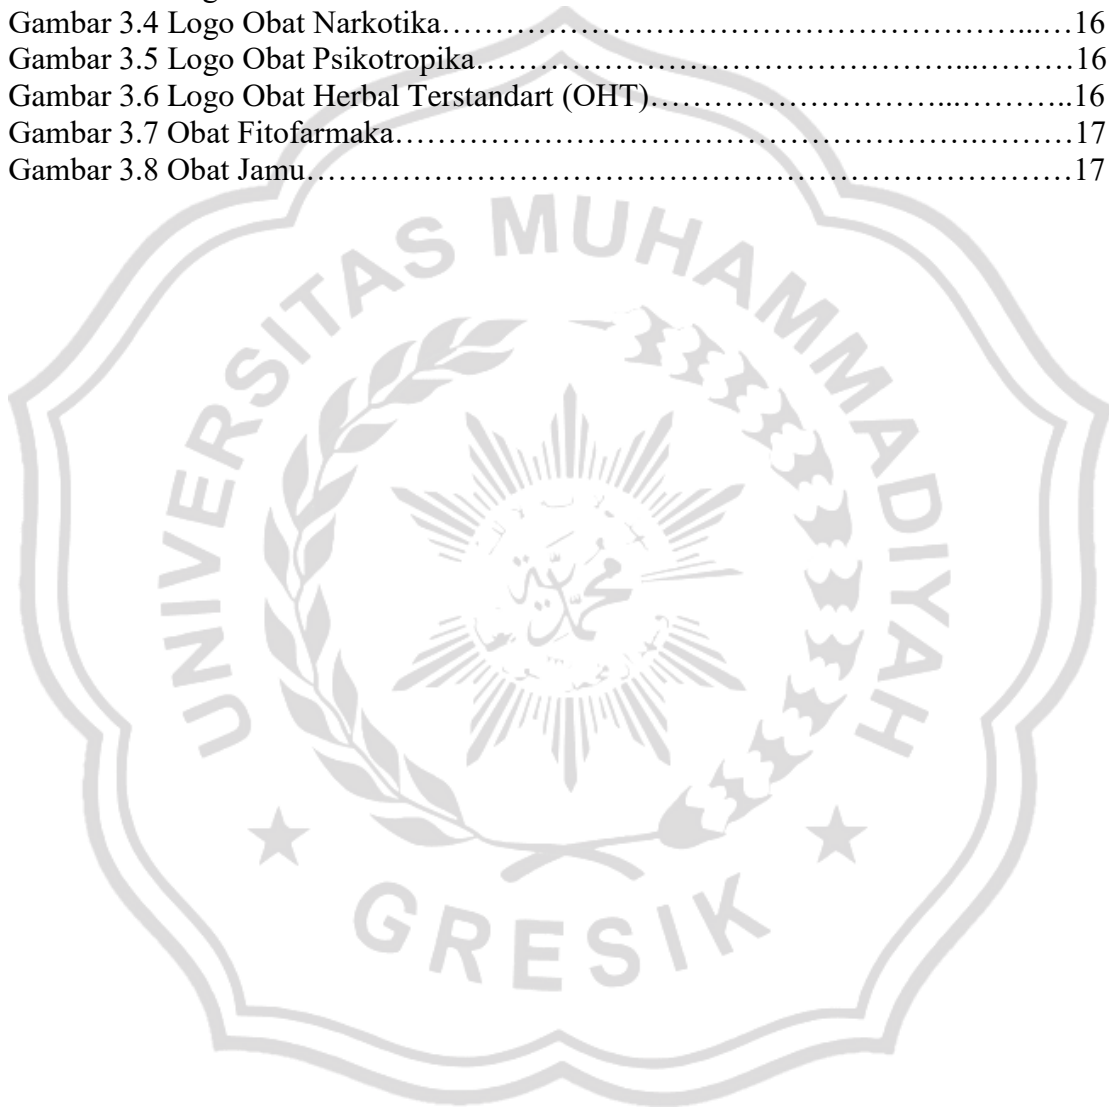 Gambar 3.4 Logo Obat Narkotika…………………………………………………...…16
Gambar 3.5 Logo Obat Psikotropika………………………………………………...………16
Gambar 3.6 Logo Obat Herbal Terstandart (OHT)…………………………...………..16
Gambar 3.7 Obat Fitofarmaka……………………………………………………….………17
Gambar 3.8 Obat Jamu…………………………………………………………………………17
UNIVERSITAS MUHAMMADIYAH
GRESIK